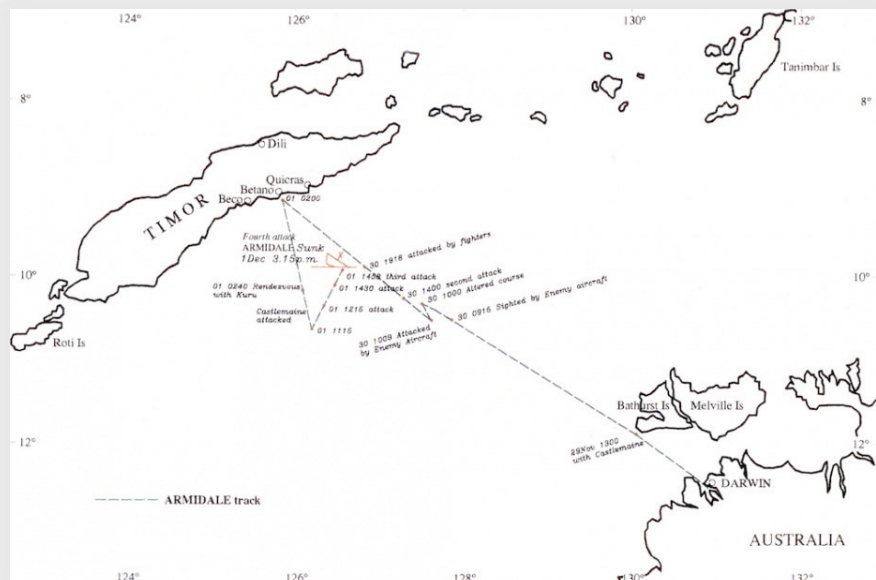 124°
126°
130°
132°
Tanimbar Is
8°
8°
Dili
Quicras
Betano
Beco
01 0200
TIMOR
Fourth attack
ARMIDALE Sunk
1Dec 3.15p.m.
30 1918 attacked by fighters
10°
10°
01 1458 third attack
01 1430 attack
30 1400 second attack
30 1000 Altered course
01 0240 Rendezvous
with Kuru
01 1215 attack
30 0915 Sighted by Enemy aircraft
Castlemaine
attacked
01 1115
30 1009 Attacked
by Enemy Aircraft
Roti Is
Bathurst Is
Melville Is
12°
12°
29Nov 1300
with Castlemaine
DARWIN
ARMIDALE track
AUSTRALIA
124°
126°
128°
130°
132°